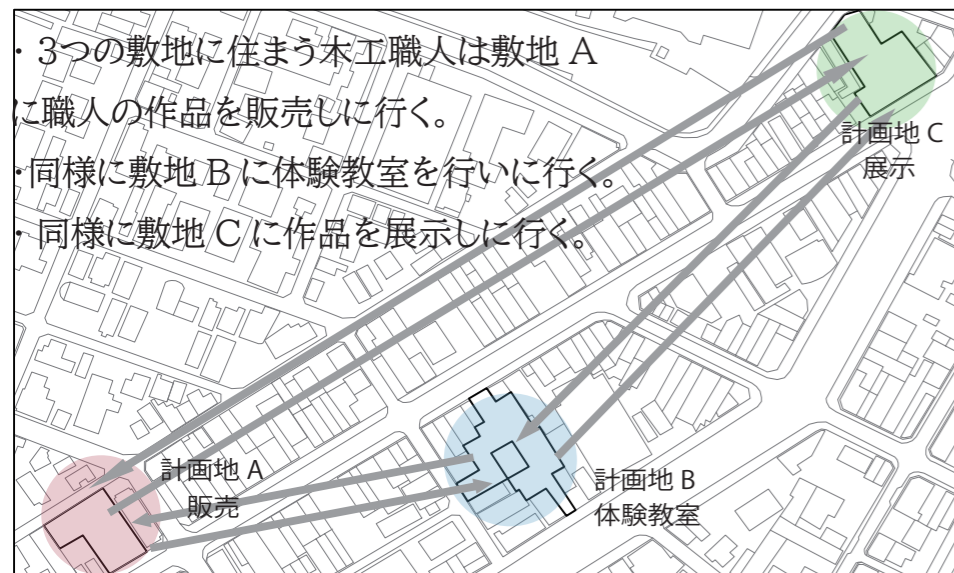 ・3つの敷地に住まう木工職人は敷地 A
に職人の作品を販売しに行く。
・同様に敷地 B に体験教室を行いに行く。
・同様に敷地 C に作品を展示しに行く。
計画地 C
展示
計画地 A
販売
計画地 B
体験教室